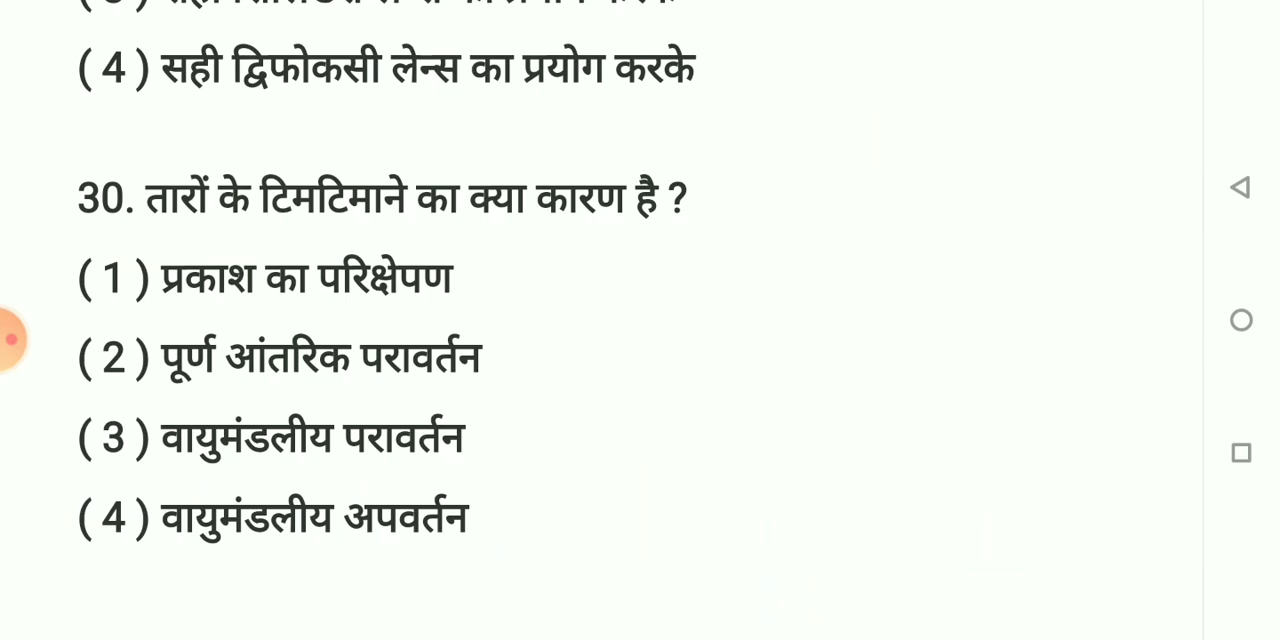 ( 4 ) सही द्विफोकसी लेन्स का प्रयोग करके
30. तारों के टिमटिमाने का क्या कारण है ?
( 1 ) प्रकाश का परिक्षेपण
( 2 ) पूर्ण आंतरिक परावर्तन
( 3 ) वायुमंडलीय परावर्तन
( 4 ) वायुमंडलीय अपवर्तन